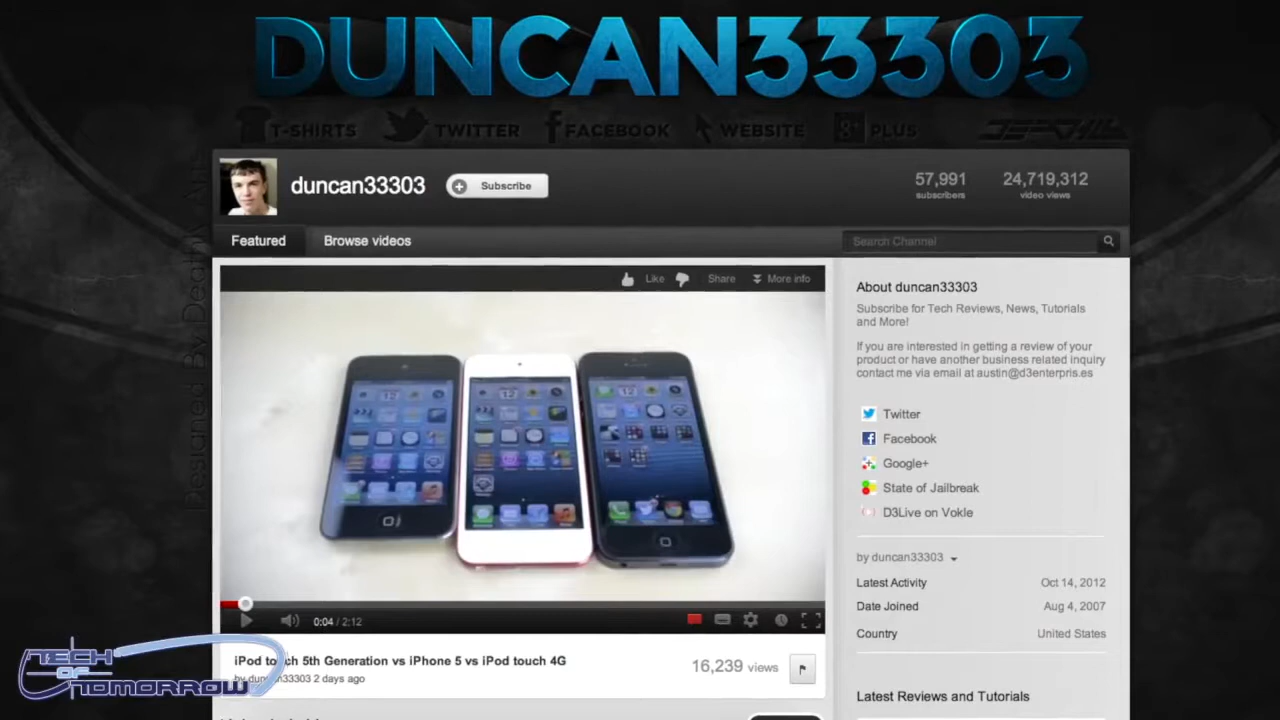 DUNCAN33303
T-SHIRTS TWITTER FACEBOOK WEBSITE PLUS
duncan33303 Subscribe
57,991 24,719,312
subscribers video views
Featured Browse videos Search Channel
Like Share More info
About duncan33303
Subscribe for Tech Reviews, News, Tutorials
and More!
If you are interested in getting a review of your
product or have another business related inquiry
contact me via email at austin@d3enterpris.es
Twitter
Facebook
Google+
State of Jailbreak
D3Live on Vokle
by duncan33303
Latest Activity Oct 14, 2012
Date Joined Aug 4, 2007
Country United States
Latest Reviews and Tutorials
0:04 / 2:12
iPod touch 5th Generation vs iPhone 5 vs iPod touch 4G
by duncan33303 2 days ago
16,239 views
TECH
OF
TOMORROW
Designed By Death